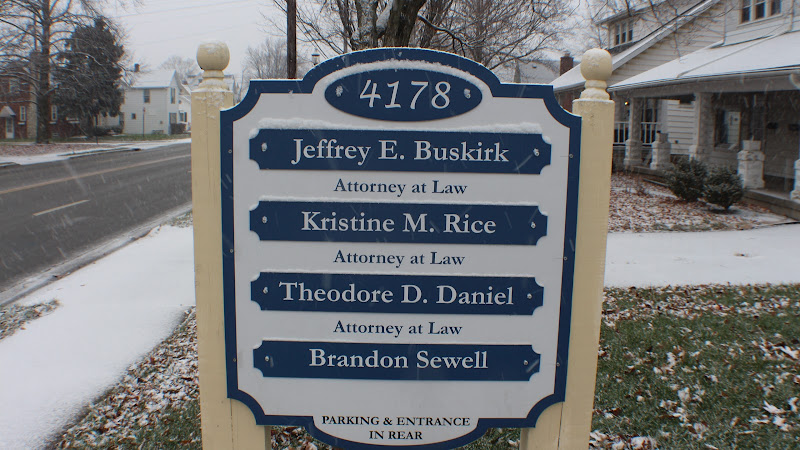 4178
Jeffrey E. Buskirk
Attorney at Law
Kristine M. Rice
Attorney at Law
Theodore D. Daniel
Attorney at Law
Brandon Sewell
PARKING & ENTRANCE
IN REAR